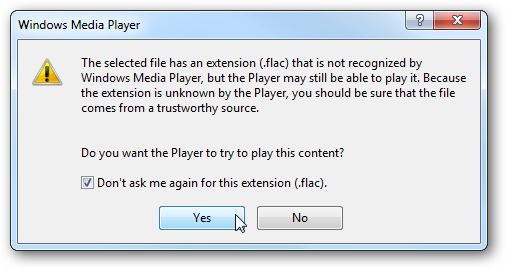 Windows Media Player
The selected file has an extension (.flac) that is not recognized by
Windows Media Player, but the Player may still be able to play it. Because
the extension is unknown by the Player, you should be sure that the file
comes from a trustworthy source.
Do you want the Player to try to play this content?
Don't ask me again for this extension (.flac).
Yes
No